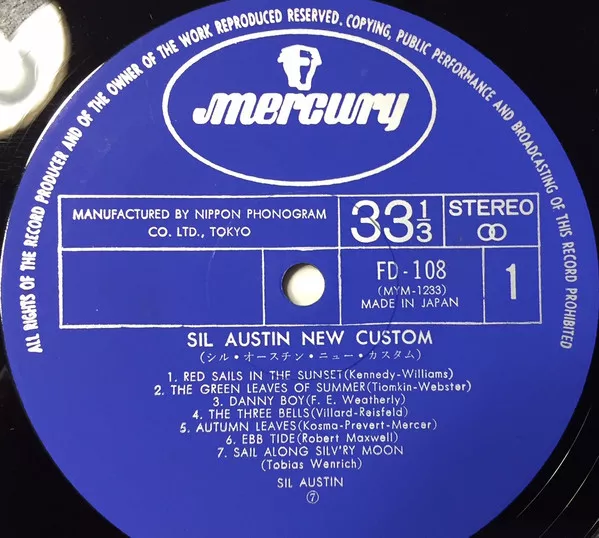 ALL RIGHTS OF THE RECORD PRODUCER AND OF THE OWNER OF THE WORK REPRODUCED RESERVED. COPYING, PUBLIC PERFORMANCE AND BROADCASTING OF THIS RECORD PROHIBITED
mercury
MANUFACTURED BY NIPPON PHONOGRAM
CO. LTD., TOKYO
33 1/3
STEREO
FD-108
(MYM-1233)
MADE IN JAPAN
1
SIL AUSTIN NEW CUSTOM
(シル・オースチン・ニュー・カスタム)
1. RED SAILS IN THE SUNSET(Kennedy-Williams)
2. THE GREEN LEAVES OF SUMMER(Tiomkin-Webster)
3. DANNY BOY(F. E. Weatherly)
4. THE THREE BELLS(Villard-Reisfeld)
5. AUTUMN LEAVES(Kosma-Prevert-Mercer)
6. EBB TIDE(Robert Maxwell)
7. SAIL ALONG SILV'RY MOON
(Tobias Wenrich)
SIL AUSTIN
⑦